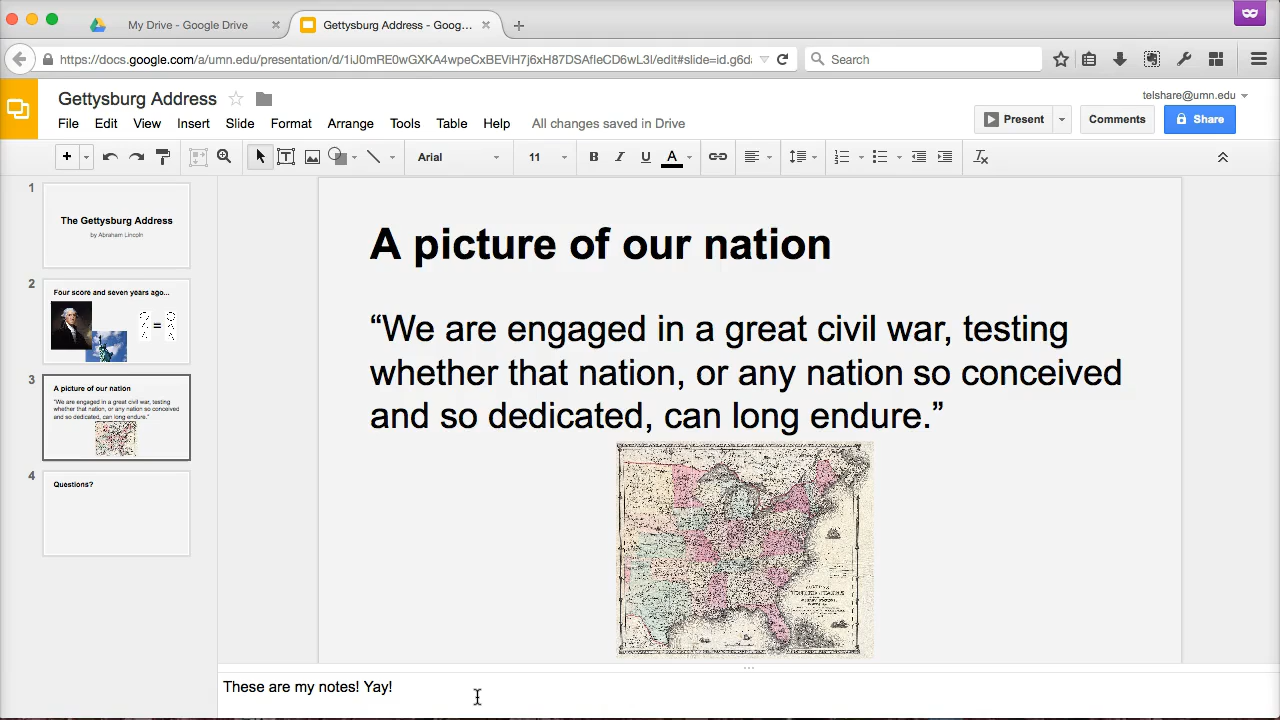 My Drive - Google Drive
Gettysburg Address - Goog...
https://docs.google.com/a/umn.edu/presentation/d/1iJ0mRE0wGXKA4wpeCxBEViH7j6xH87DSAfIeCD6wL3I/edit#slide=id.g6d
Search
Gettysburg Address
telshare@umn.edu
File Edit View Insert Slide Format Arrange Tools Table Help All changes saved in Drive
Present Comments Share
Arial 11 B I U A
1
The Gettysburg Address
by Abraham Lincoln
2
Four score and seven years ago...
=
3
A picture of our nation
"We are engaged in a great civil war, testing
whether that nation, or any nation so conceived
and so dedicated, can long endure."
4
Questions?
A picture of our nation
“We are engaged in a great civil war, testing
whether that nation, or any nation so conceived
and so dedicated, can long endure.”
These are my notes! Yay!